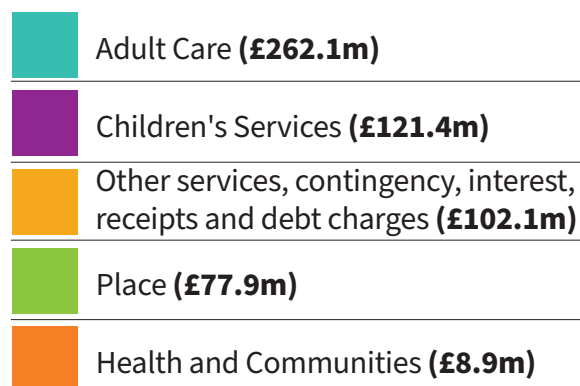 Adult Care (£262.1m)
Children's Services (£121.4m)
Other services, contingency, interest,
receipts and debt charges (£102.1m)
Place (£77.9m)
Health and Communities (£8.9m)